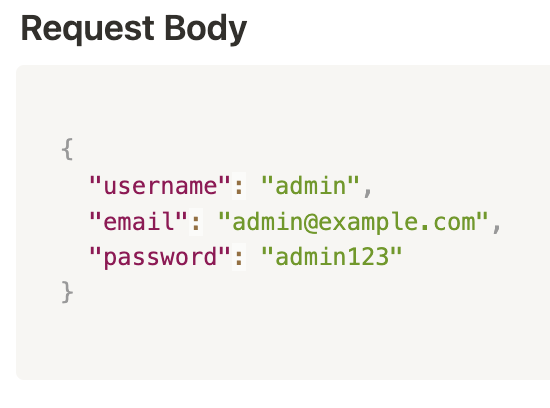 Request Body
{
"username": "admin",
"email": "admin@example.com",
"password": "admin123"
}